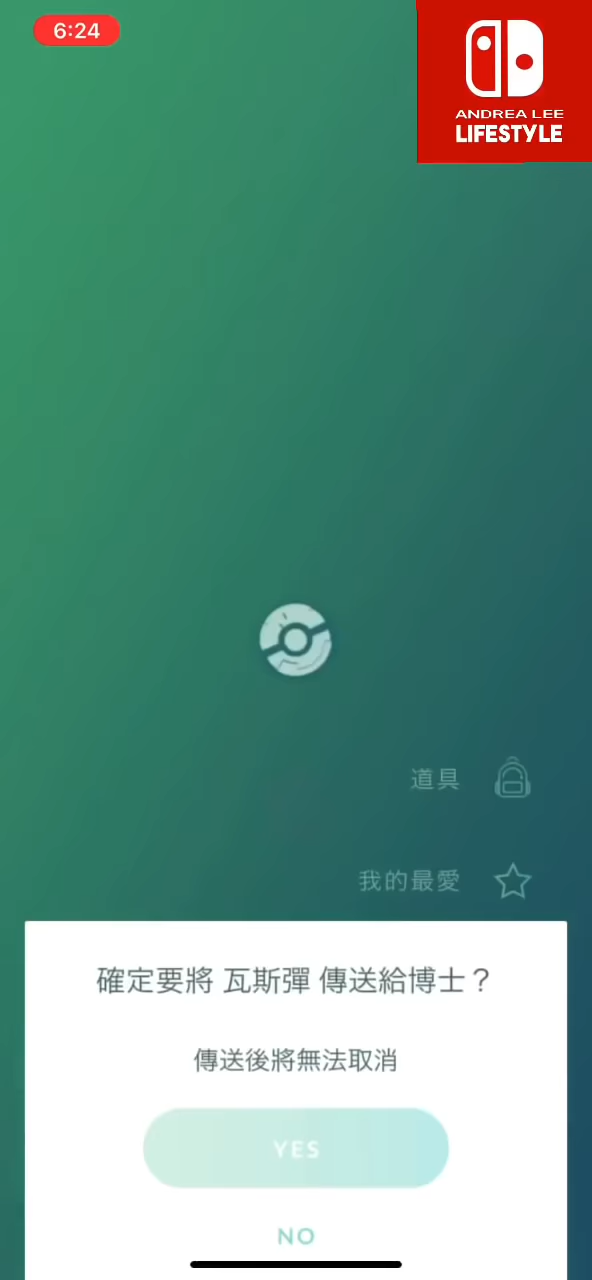 6:24
ANDREA LEE
LIFESTYLE
道具
我的最愛
確定要將 瓦斯彈 傳送給博士？
傳送後將無法取消
YES
NO